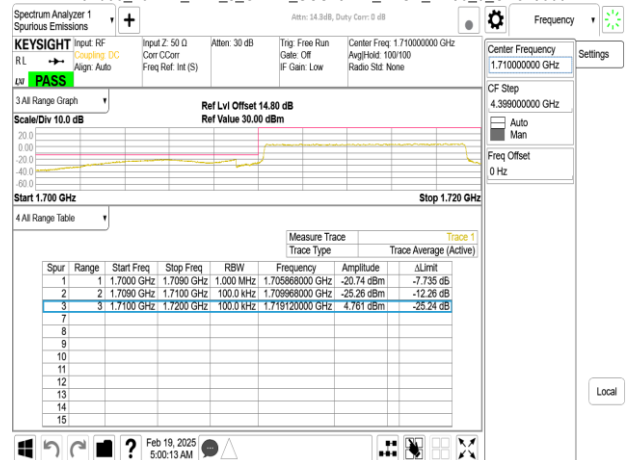 Spectrum Analyzer 1
Spurious Emissions
+
Attn: 14.3dB, Duty Corr: 0 dB
Frequency
Settings
KEYSIGHT
RL
LXI PASS
Input: RF
Coupling: DC
Align: Auto
Input Z: 50 Ω
Corr CCorr
Freq Ref: Int (S)
Atten: 30 dB
Trig: Free Run
Gate: Off
IF Gain: Low
Center Freq: 1.710000000 GHz
Avg|Hold: 100/100
Radio Std: None
Center Frequency
1.710000000 GHz
CF Step
4.399000000 GHz
Auto
Man
Freq Offset
0 Hz
3 All Range Graph
Scale/Div 10.0 dB
Ref Lvl Offset 14.80 dB
Ref Value 30.00 dBm
20.0
0.00
-20.0
-40.0
-60.0
Start 1.700 GHz
Stop 1.720 GHz
4 All Range Table
Measure Trace Trace 1
Trace Type Trace Average (Active)
Spur Range Start Freq Stop Freq RBW Frequency Amplitude ΔLimit
1 1 1.7000 GHz 1.7090 GHz 1.000 MHz 1.705868000 GHz -20.74 dBm -7.735 dB
2 2 1.7090 GHz 1.7100 GHz 100.0 kHz 1.709968000 GHz -25.26 dBm -12.26 dB
3 3 1.7100 GHz 1.7200 GHz 100.0 kHz 1.719120000 GHz 4.761 dBm -25.24 dB
7
8
9
10
11
12
13
14
15
Local
?
Feb 19, 2025
5:00:13 AM